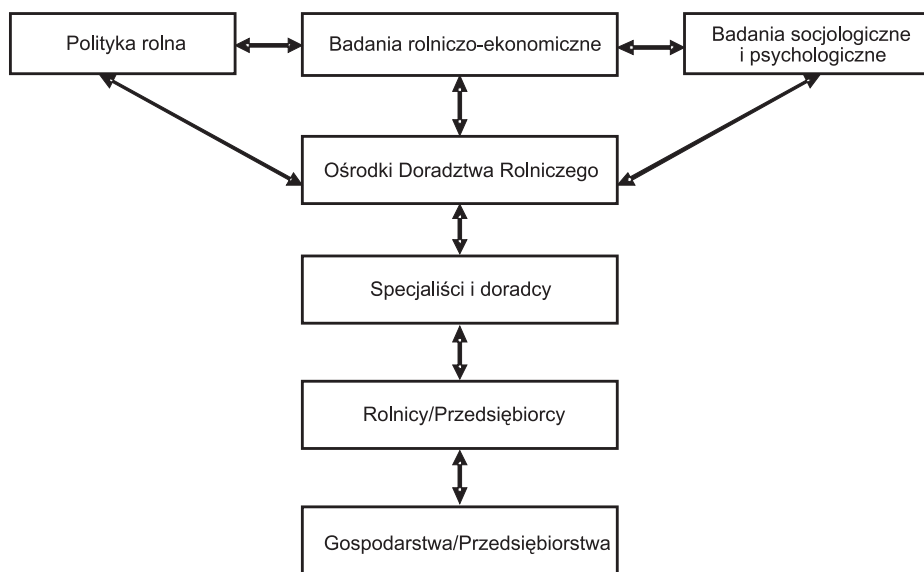 Polityka rolna
Badania rolniczo-ekonomiczne
Badania socjologiczne
i psychologiczne
Ośrodki Doradztwa Rolniczego
Specjaliści i doradcy
Rolnicy/Przedsiębiorcy
Gospodarstwa/Przedsiębiorstwa